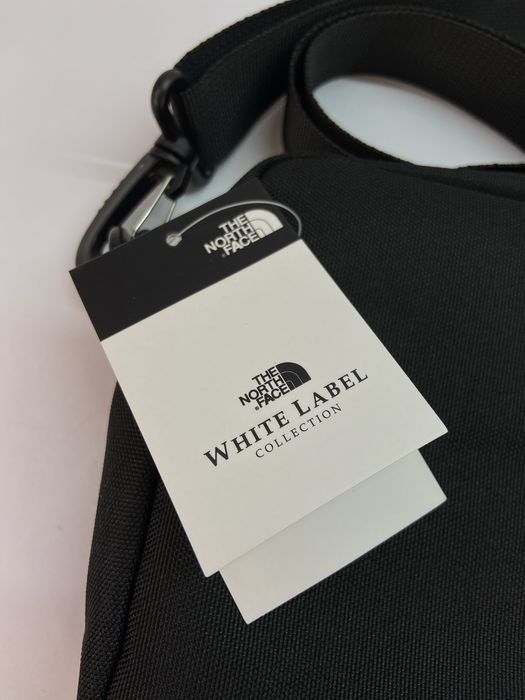 THE
NORTH
FACE
THE
NORTH
FACE®
WHITE LABEL
COLLECTION